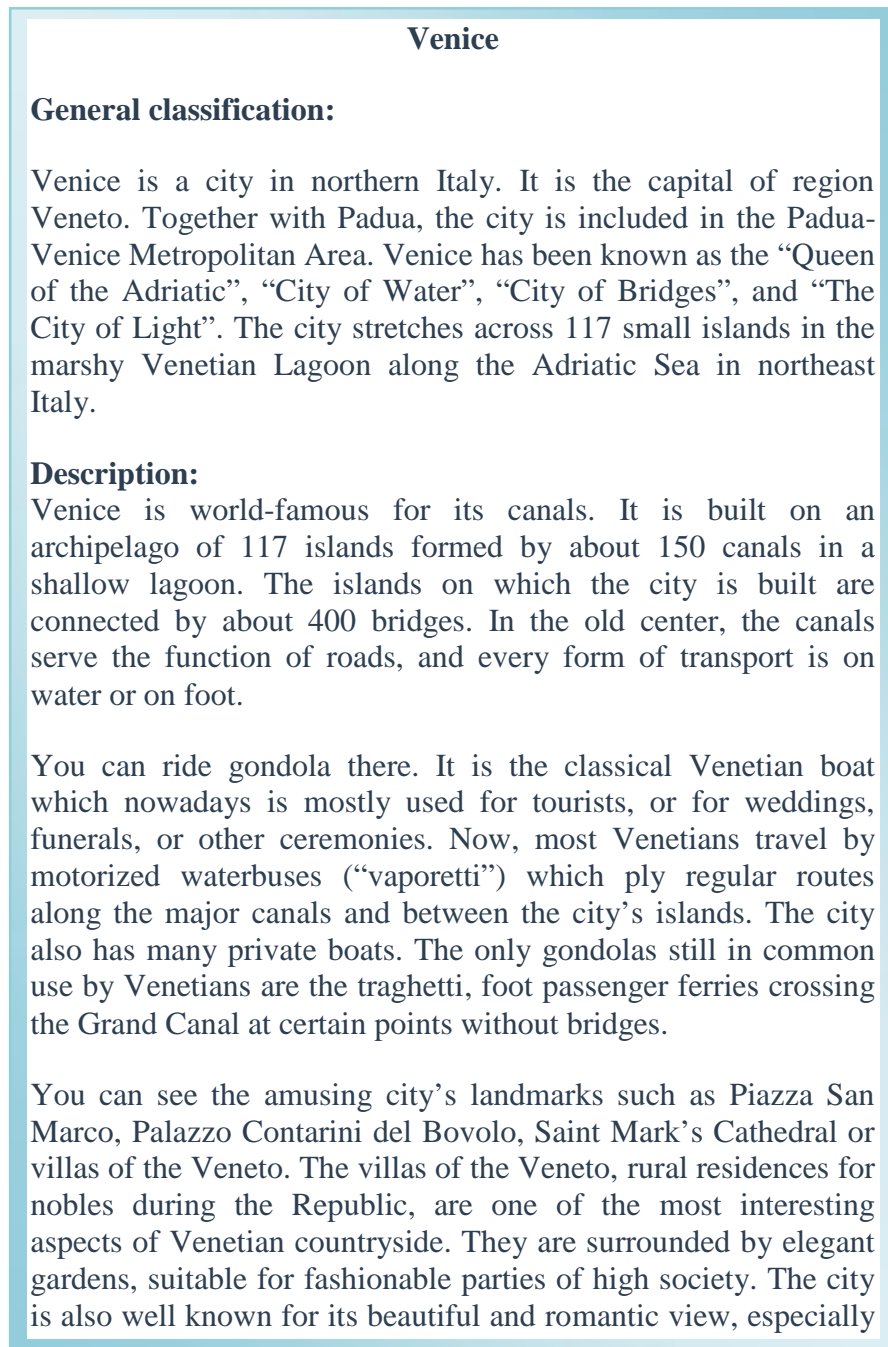 Venice
General classification:
Venice is a city in northern Italy. It is the capital of region
Veneto. Together with Padua, the city is included in the Padua-
Venice Metropolitan Area. Venice has been known as the “Queen
of the Adriatic”, “City of Water”, “City of Bridges”, and “The
City of Light”. The city stretches across 117 small islands in the
marshy Venetian Lagoon along the Adriatic Sea in northeast
Italy.
Description:
Venice is world-famous for its canals. It is built on an
archipelago of 117 islands formed by about 150 canals in a
shallow lagoon. The islands on which the city is built are
connected by about 400 bridges. In the old center, the canals
serve the function of roads, and every form of transport is on
water or on foot.
You can ride gondola there. It is the classical Venetian boat
which nowadays is mostly used for tourists, or for weddings,
funerals, or other ceremonies. Now, most Venetians travel by
motorized waterbuses (“vaporetti”) which ply regular routes
along the major canals and between the city’s islands. The city
also has many private boats. The only gondolas still in common
use by Venetians are the traghetti, foot passenger ferries crossing
the Grand Canal at certain points without bridges.
You can see the amusing city’s landmarks such as Piazza San
Marco, Palazzo Contarini del Bovolo, Saint Mark’s Cathedral or
villas of the Veneto. The villas of the Veneto, rural residences for
nobles during the Republic, are one of the most interesting
aspects of Venetian countryside. They are surrounded by elegant
gardens, suitable for fashionable parties of high society. The city
is also well known for its beautiful and romantic view, especially